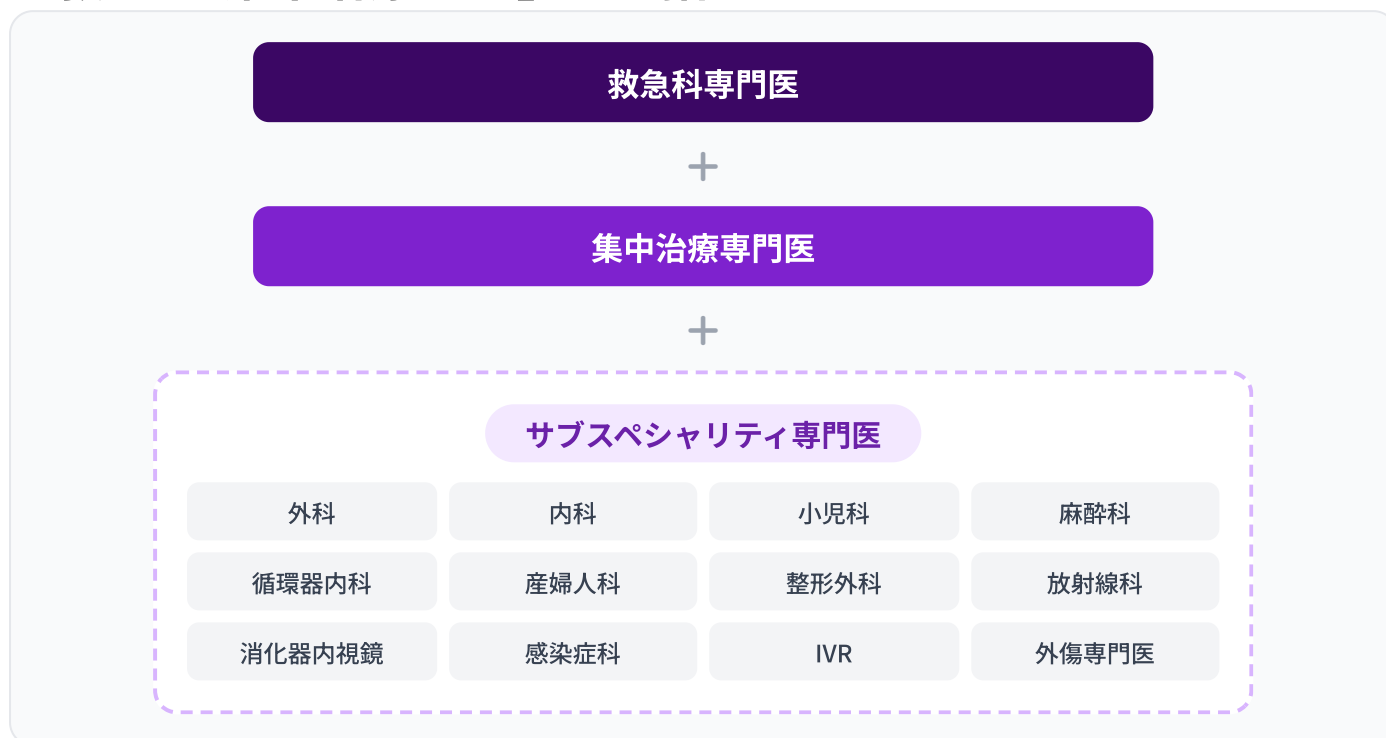 救急科専門医
+
集中治療専門医
+
サブスペシャリティ専門医
外科 内科 小児科 麻酔科
循環器内科 産婦人科 整形外科 放射線科
消化器内視鏡 感染症科 IVR 外傷専門医